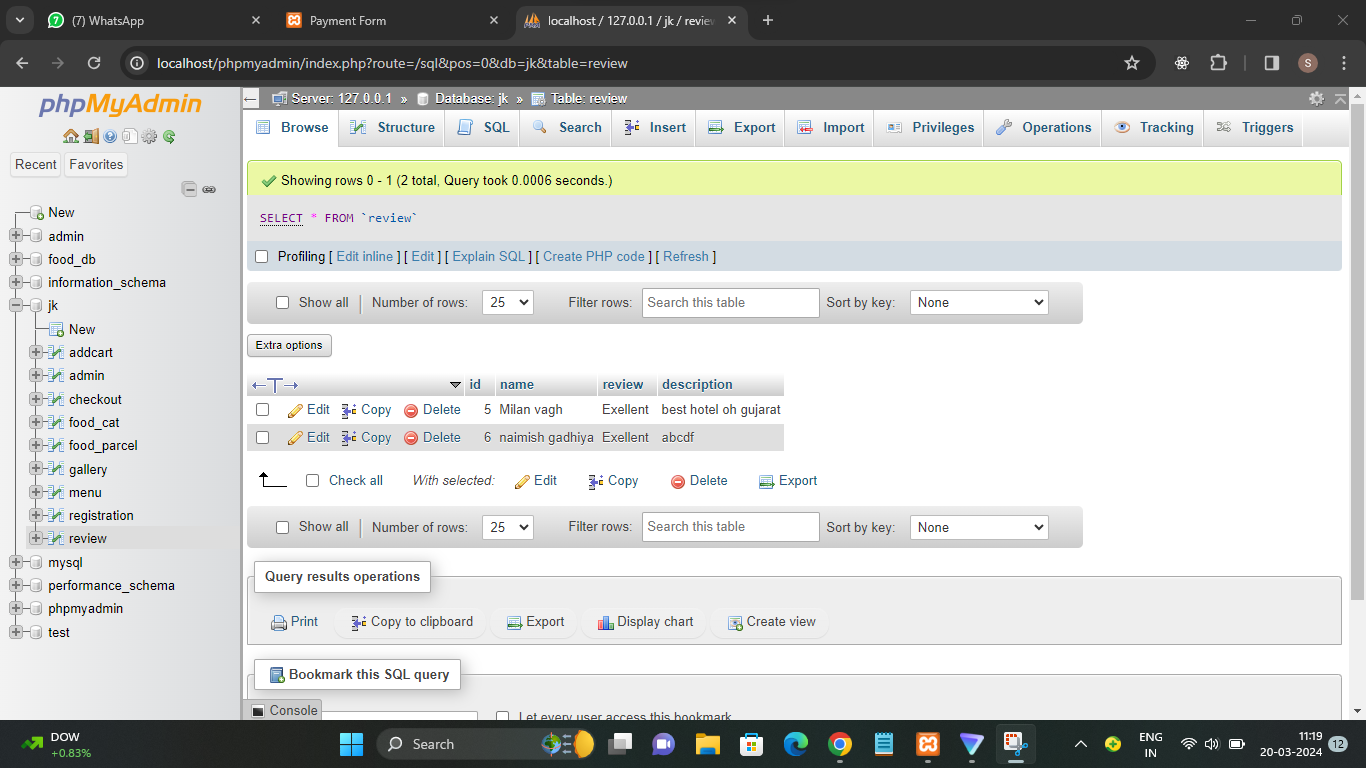 (7) WhatsApp
Payment Form
localhost / 127.0.0.1 / jk / review
localhost/phpmyadmin/index.php?route=/sql&pos=0&db=jk&table=review
S
phpMyAdmin
Recent Favorites
New
admin
food_db
information_schema
jk
New
addcart
admin
checkout
food_cat
food_parcel
gallery
menu
registration
review
mysql
performance_schema
phpmyadmin
test
Server: 127.0.0.1 » Database: jk » Table: review
Browse Structure SQL Search Insert Export Import Privileges Operations Tracking Triggers
Showing rows 0 - 1 (2 total, Query took 0.0006 seconds.)
SELECT * FROM `review`
Profiling [ Edit inline ] [ Edit ] [ Explain SQL ] [ Create PHP code ] [ Refresh ]
Show all Number of rows: 25 Filter rows: Search this table Sort by key: None
Extra options
id name review description
Edit Copy Delete 5 Milan vagh Exellent best hotel oh gujarat
Edit Copy Delete 6 naimish gadhiya Exellent abcdf
Check all With selected: Edit Copy Delete Export
Show all Number of rows: 25 Filter rows: Search this table Sort by key: None
Query results operations
Print Copy to clipboard Export Display chart Create view
Bookmark this SQL query
Console
Let every user access this bookmark
DOW
+0.83%
Search
ENG
IN
11:19
20-03-2024
12